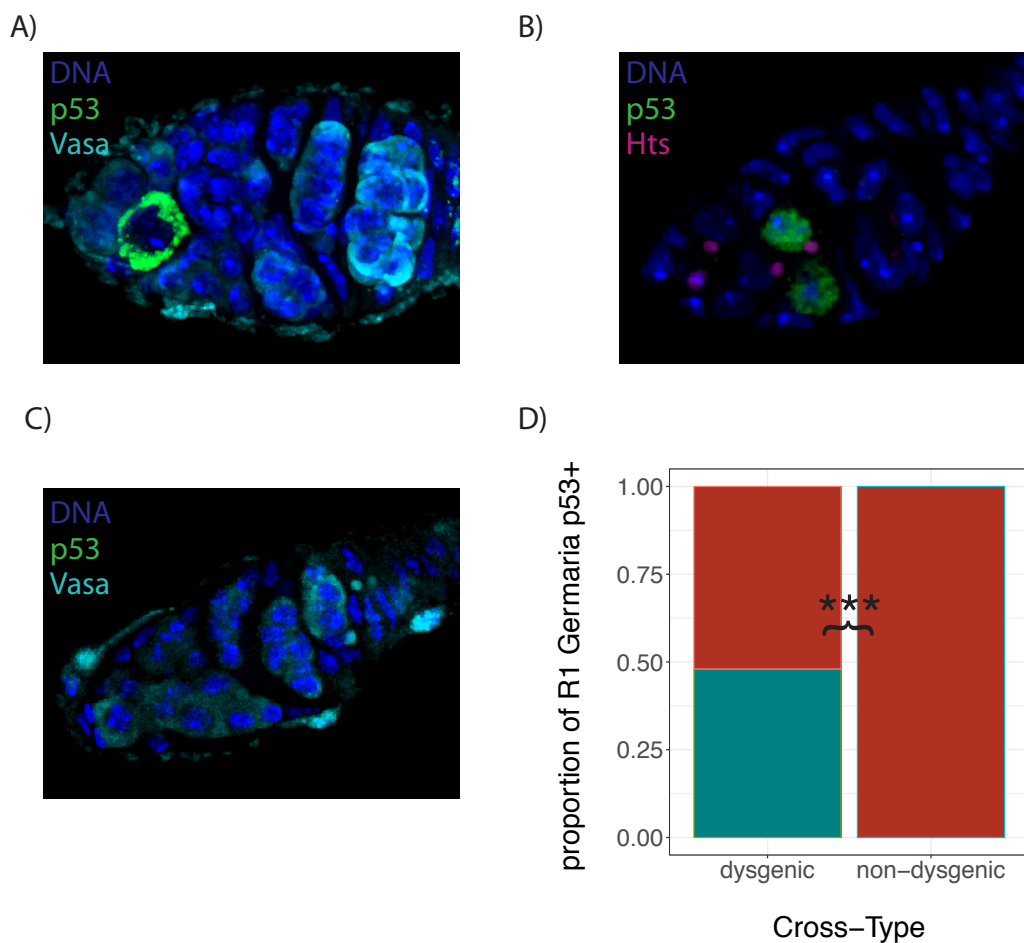 A)
DNA
p53
Vasa
B)
DNA
p53
Hts
C)
DNA
p53
Vasa
D)
proportion of R1 Germaria p53+
1.00
0.75
0.50
0.25
0.00
***
dysgenic
non−dysgenic
Cross−Type